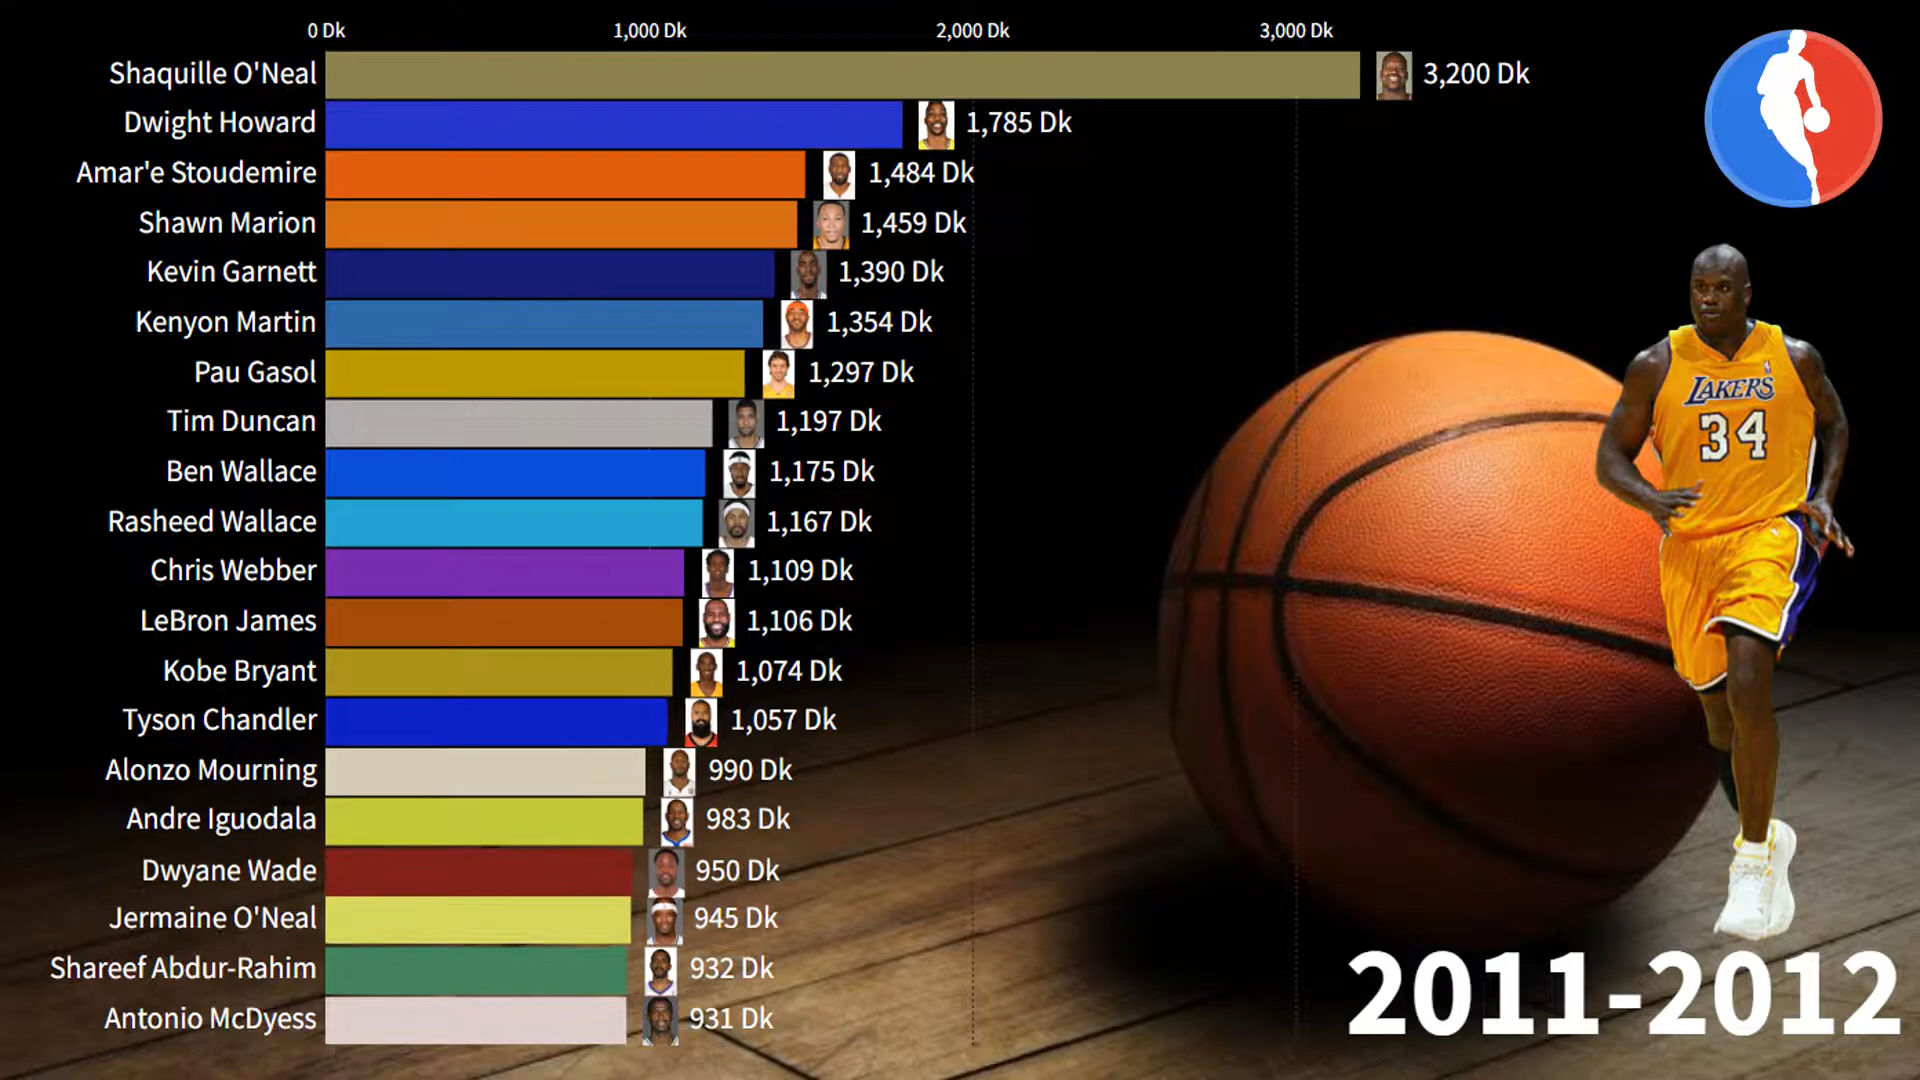 0 Dk 1,000 Dk 2,000 Dk 3,000 Dk
Shaquille O'Neal 3,200 Dk
Dwight Howard 1,785 Dk
Amar'e Stoudemire 1,484 Dk
Shawn Marion 1,459 Dk
Kevin Garnett 1,390 Dk
Kenyon Martin 1,354 Dk
Pau Gasol 1,297 Dk
Tim Duncan 1,197 Dk
Ben Wallace 1,175 Dk
Rasheed Wallace 1,167 Dk
Chris Webber 1,109 Dk
LeBron James 1,106 Dk
Kobe Bryant 1,074 Dk
Tyson Chandler 1,057 Dk
Alonzo Mourning 990 Dk
Andre Iguodala 983 Dk
Dwyane Wade 950 Dk
Jermaine O'Neal 945 Dk
Shareef Abdur-Rahim 932 Dk
Antonio McDyess 931 Dk
LAKERS
34
2011-2012